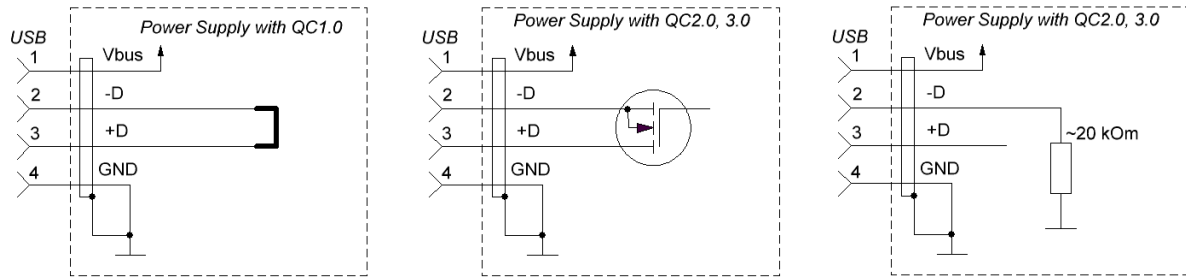 Power Supply with QC1.0
USB
1
Vbus
2
-D
3
+D
4
GND
Power Supply with QC2.0, 3.0
USB
1
Vbus
2
-D
3
+D
4
GND
Power Supply with QC2.0, 3.0
USB
1
Vbus
2
-D
3
+D
~20 kOm
4
GND